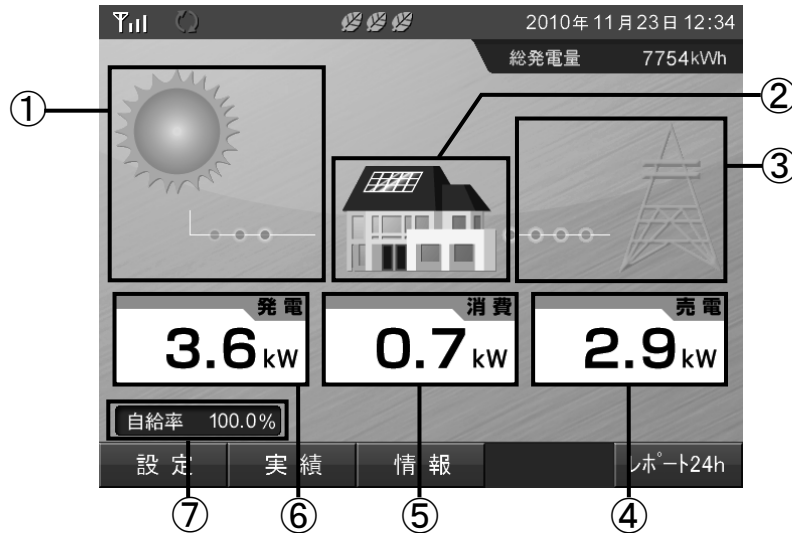 2010年11月23日 12:34
総発電量 7754kWh
①
②
③
発電
3.6kW
消費
0.7kW
売電
2.9kW
自給率 100.0%
設定
実績
情報
レポート24h
⑦
⑥
⑤
④